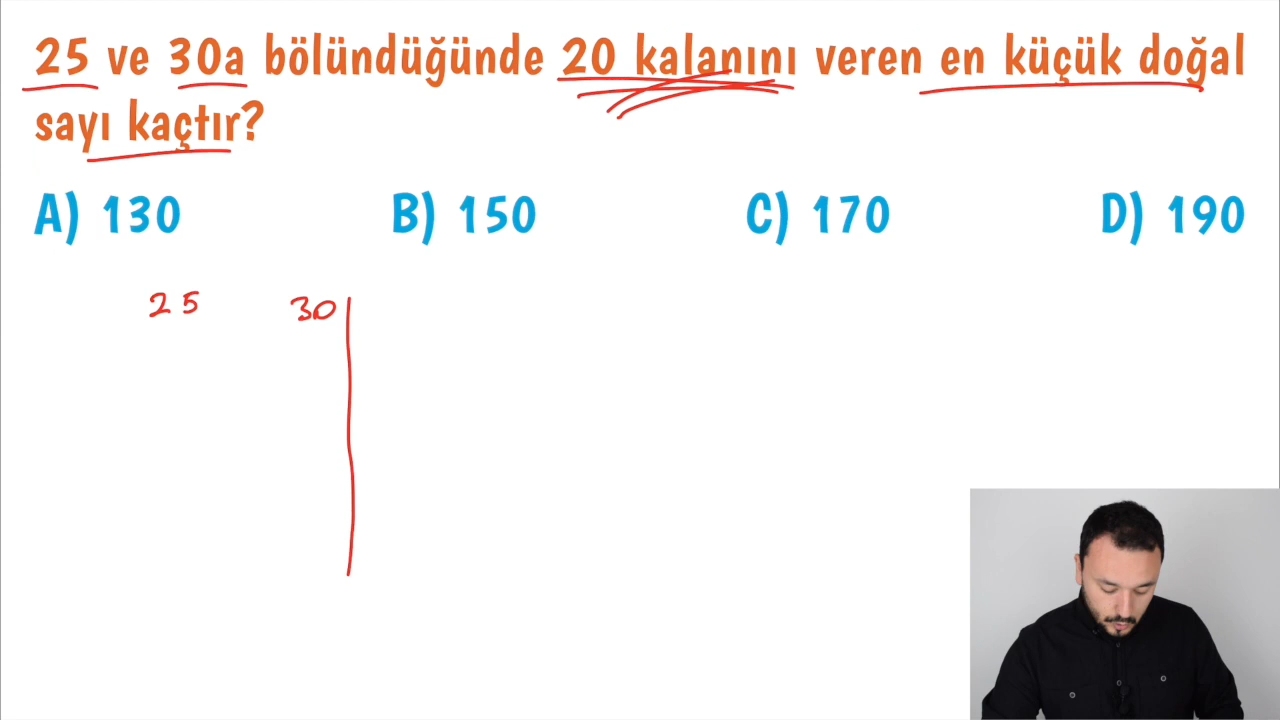 25 ve 30a bölündüğünde 20 kalanını veren en küçük doğal
sayı kaçtır?
A) 130 B) 150 C) 170 D) 190
25 30